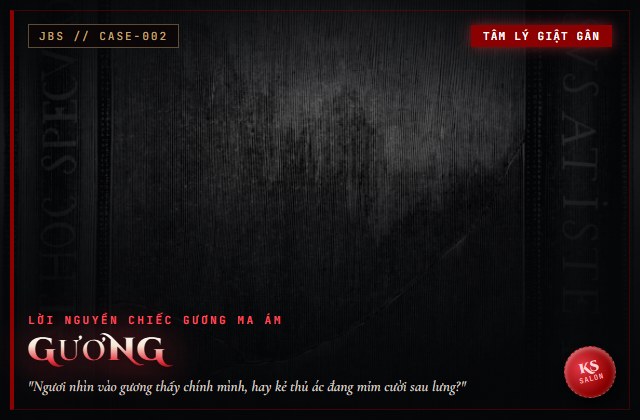 JBS // CASE-002
TÂM LÝ GIẬT GÂN
LỜI NGUYỀN CHIẾC GƯƠNG MA ÁM
GƯƠNG
"Người nhìn vào gương thấy chính mình, hay kẻ thủ ác đang mỉm cười sau lưng?"
KS
SALON